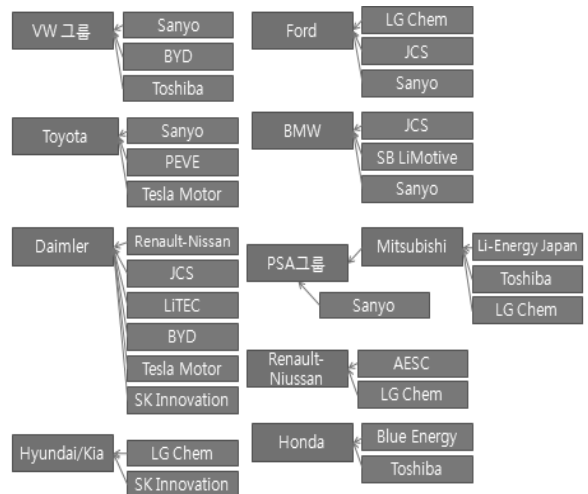 VW 그룹
Sanyo
BYD
Toshiba
Ford
LG Chem
JCS
Sanyo
Toyota
Sanyo
PEVE
Tesla Motor
BMW
JCS
SB LiMotive
Sanyo
Daimler
Renault-Nissan
JCS
LiTEC
BYD
Tesla Motor
SK Innovation
PSA그룹
Mitsubishi
Li-Energy Japan
Toshiba
LG Chem
Sanyo
Renault-
Niussan
AESC
LG Chem
Hyundai/Kia
LG Chem
SK Innovation
Honda
Blue Energy
Toshiba